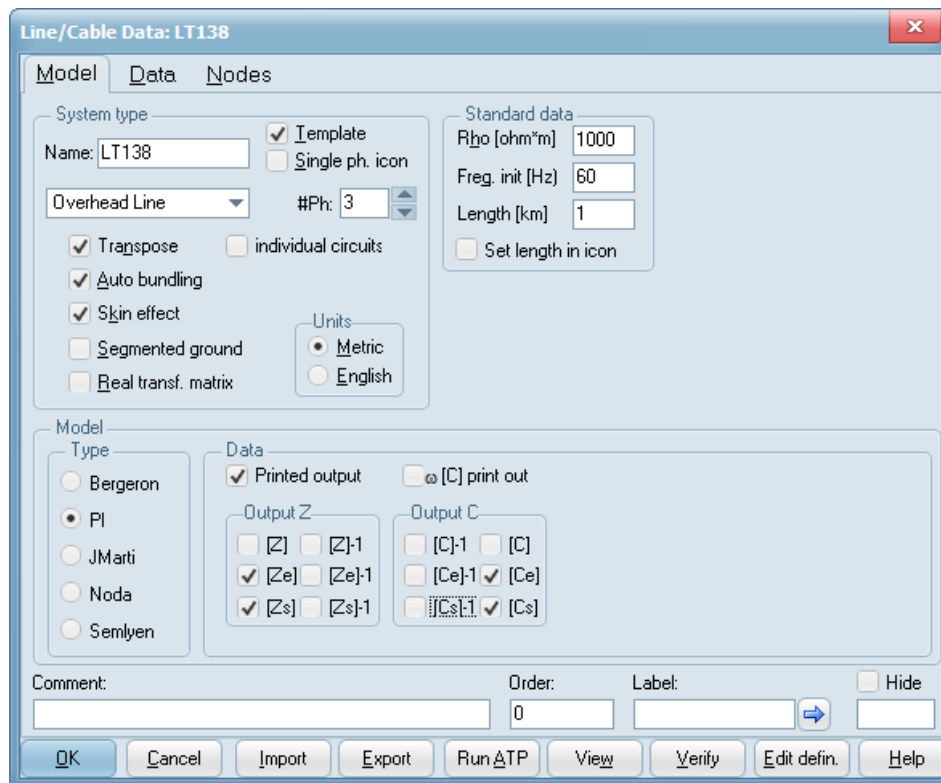 Line/Cable Data: LT138
Model Data Nodes
System type
Name: LT138
Template
Single ph. icon
Overhead Line
#Ph: 3
Transpose
individual circuits
Auto bundling
Skin effect
Segmented ground
Real transf. matrix
Units
Metric
English
Standard data
Rho [ohm*m] 1000
Freq. init [Hz] 60
Length [km] 1
Set length in icon
Model
Type
Bergeron
PI
JMarti
Noda
Semlyen
Data
Printed output
ω [C] print out
Output Z
[Z] [Z]-1
[Ze] [Ze]-1
[Zs] [Zs]-1
Output C
[C]-1 [C]
[Ce]-1 [Ce]
[Cs]-1 [Cs]
Comment:
Order:
0
Label:
Hide
OK Cancel Import Export Run ATP View Verify Edit defin. Help